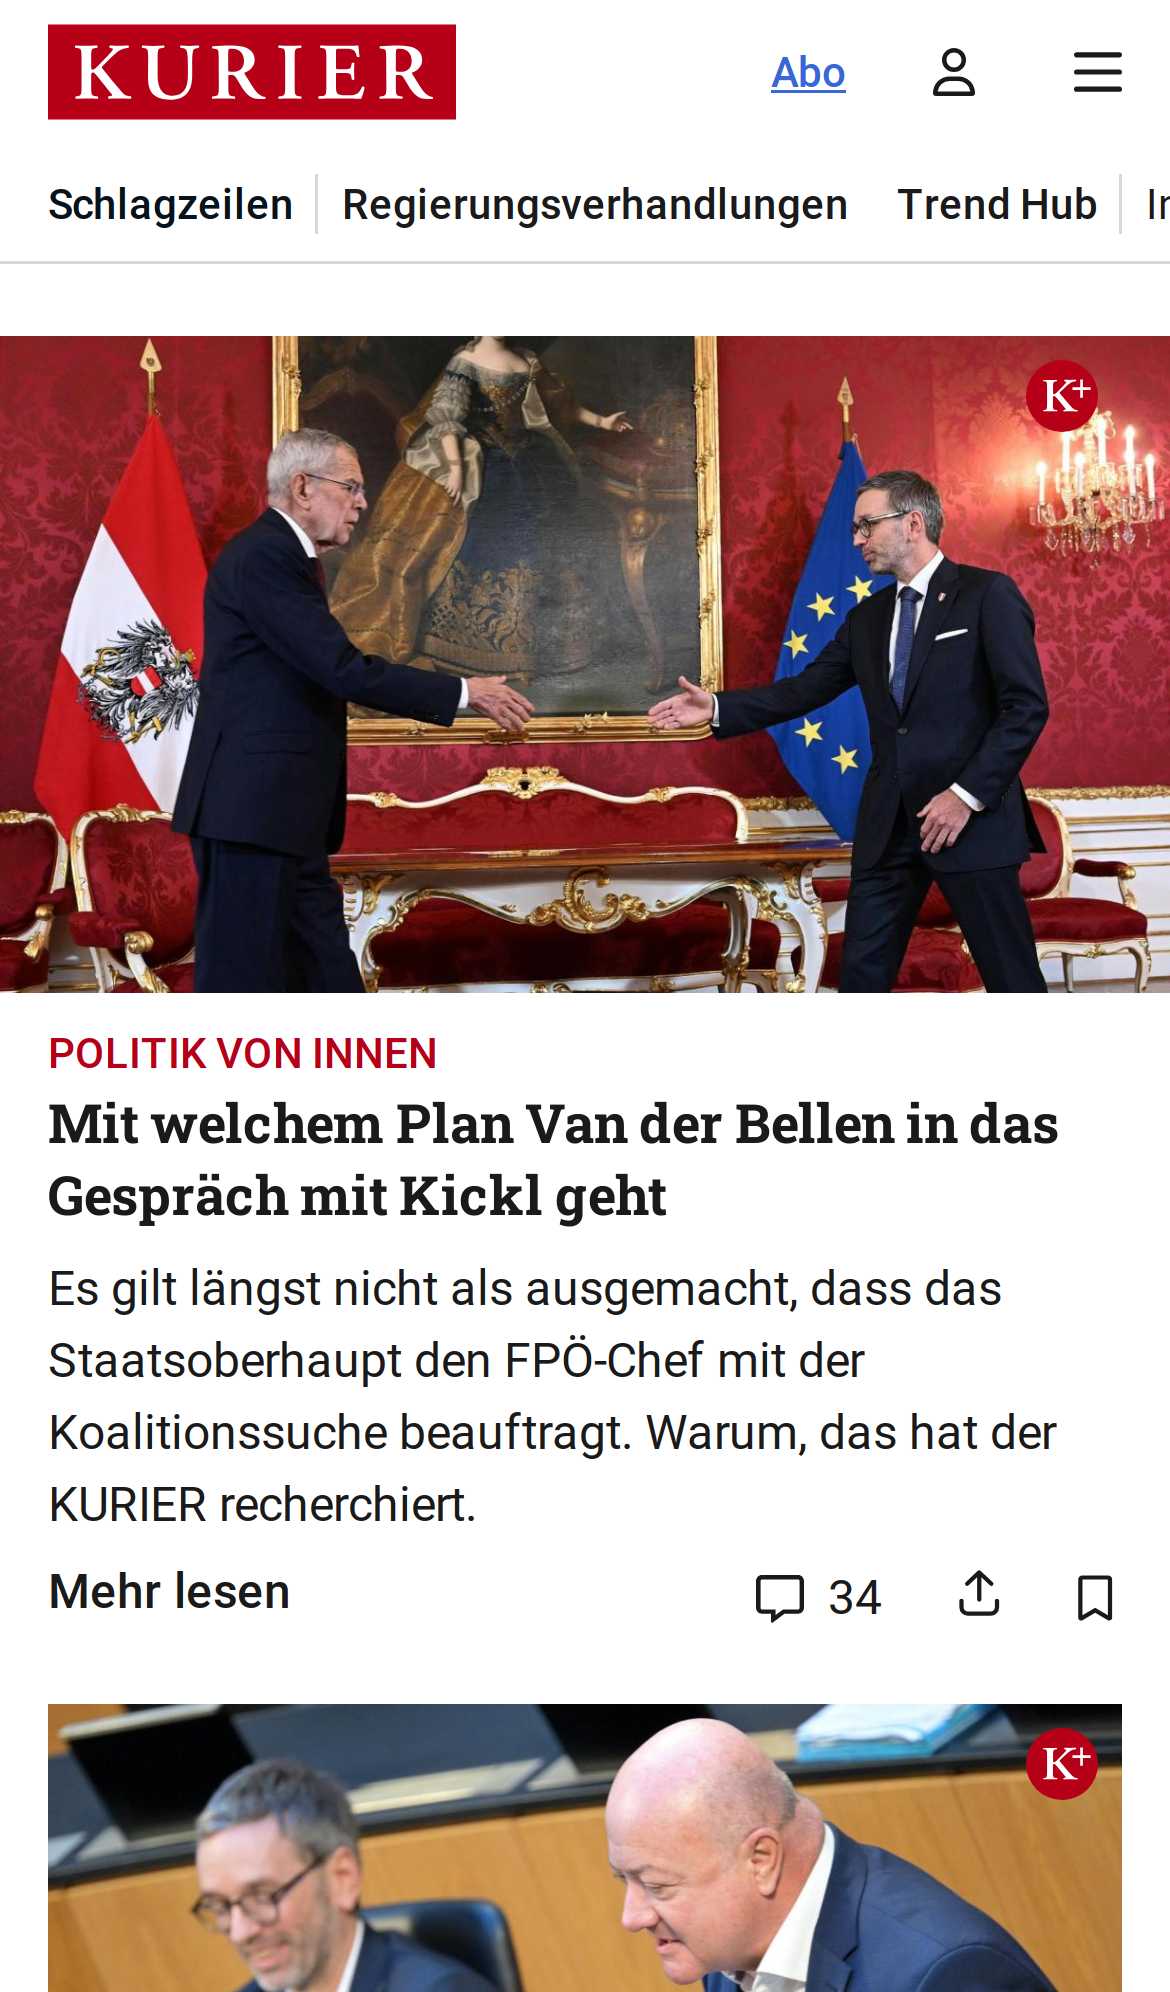 KURIER
Abo
Schlagzeilen
Regierungsverhandlungen
Trend Hub
K+
POLITIK VON INNEN
Mit welchem Plan Van der Bellen in das
Gespräch mit Kickl geht
Es gilt längst nicht als ausgemacht, dass das
Staatsoberhaupt den FPÖ-Chef mit der
Koalitionssuche beauftragt. Warum, das hat der
KURIER recherchiert.
Mehr lesen
34
K+